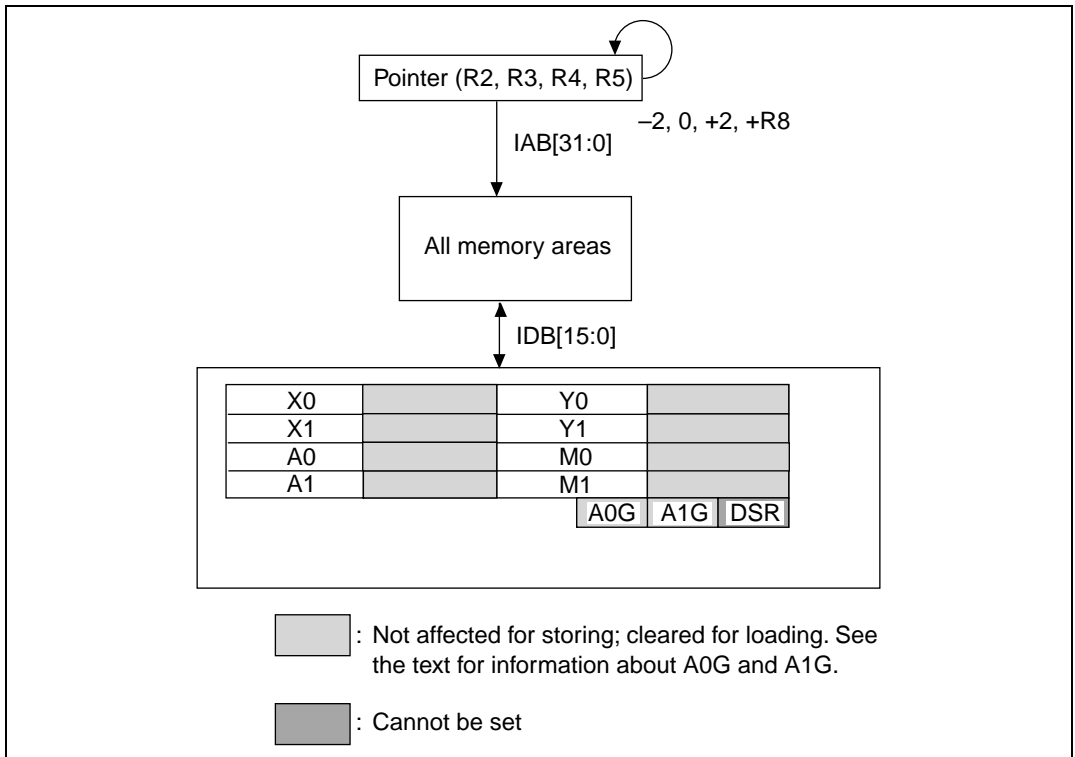 Pointer (R2, R3, R4, R5)
–2, 0, +2, +R8
IAB[31:0]
All memory areas
IDB[15:0]
X0 Y0
X1 Y1
A0 M0
A1 M1
A0G A1G DSR
: Not affected for storing; cleared for loading. See
the text for information about A0G and A1G.
: Cannot be set